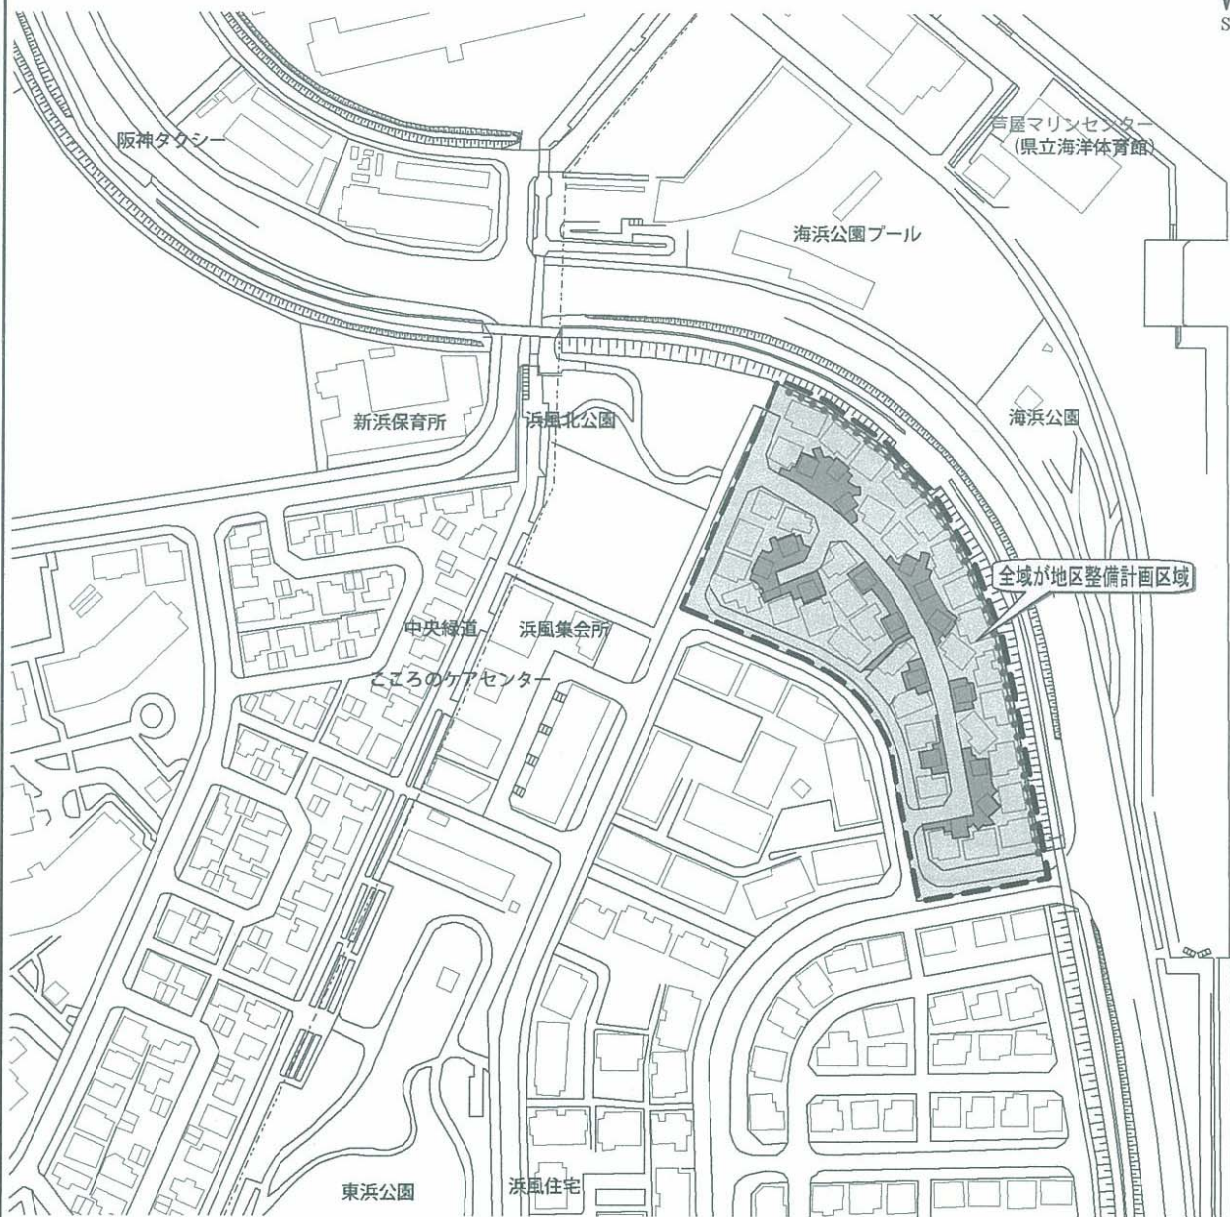 S
阪神タクシー
芦屋マリンセンター
(県立海洋体育館)
海浜公園プール
新浜保育所
浜風北公園
海浜公園
全域が地区整備計画区域
中央緑道
浜風集会所
こころのケアセンター
東浜公園
浜風住宅